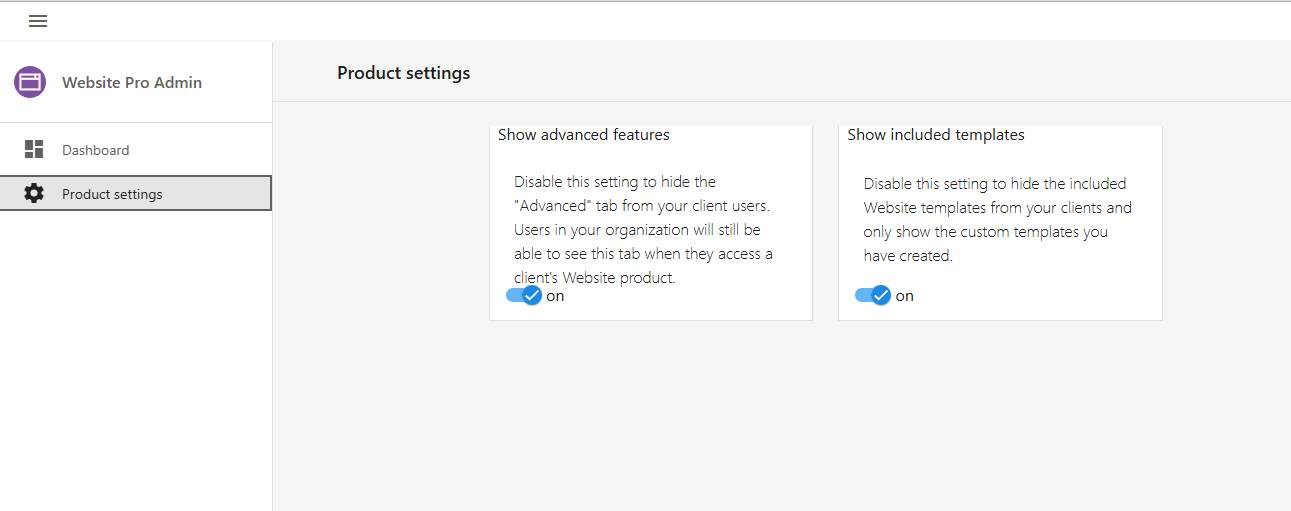 Website Pro Admin
Dashboard
Product settings
Product settings
Show advanced features
Disable this setting to hide the
"Advanced" tab from your client users.
Users in your organization will still be
able to see this tab when they access a
client's Website product.
on
Show included templates
Disable this setting to hide the included
Website templates from your clients and
only show the custom templates you
have created.
on